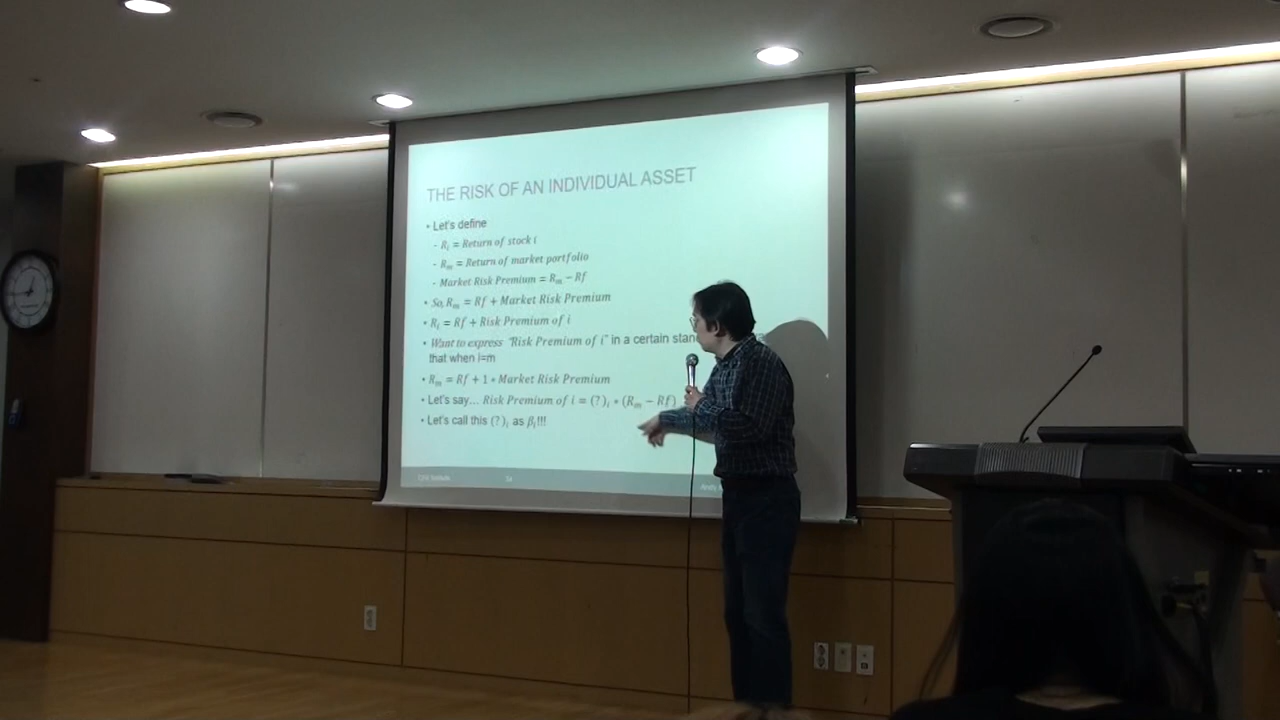 THE RISK OF AN INDIVIDUAL ASSET
• Let's define
- Rᵢ = Return of stock i
- Rₘ = Return of market portfolio
- Market Risk Premium = Rₘ − Rf
• So, Rₘ = Rf + Market Risk Premium
• Rᵢ = Rf + Risk Premium of i
• Want to express "Risk Premium of i" in a certain
that when i=m
• Rₘ = Rf + 1 * Market Risk Premium
• Let's say… Risk Premium of i = (?)ᵢ * (Rₘ − Rf)
• Let's call this (?)ᵢ as βᵢ!!!